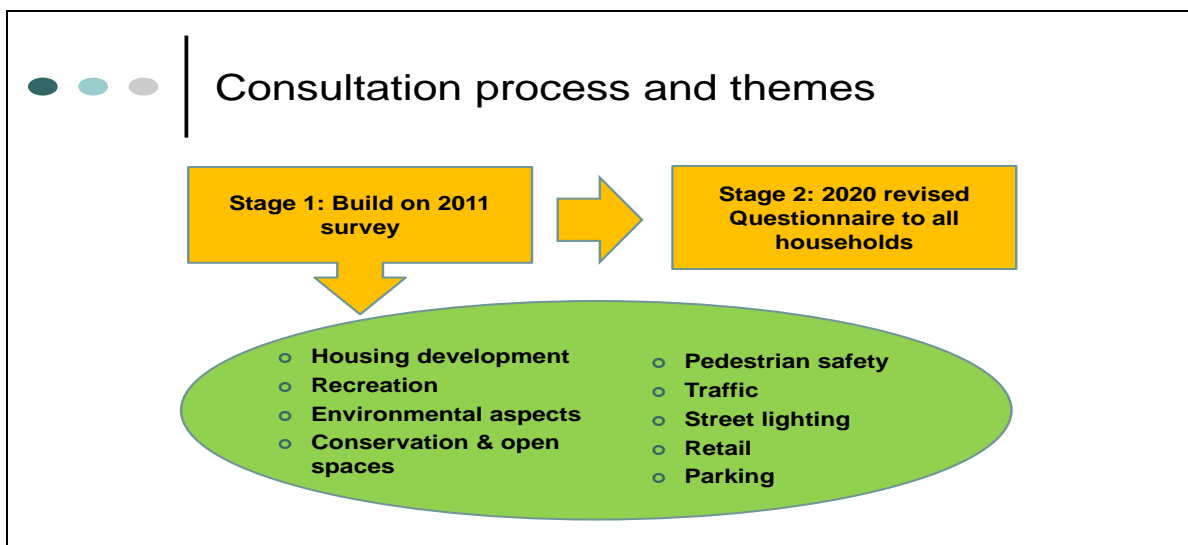 Consultation process and themes
Stage 1: Build on 2011
survey
Stage 2: 2020 revised
Questionnaire to all
households
Housing development
Recreation
Environmental aspects
Conservation & open
spaces
Pedestrian safety
Traffic
Street lighting
Retail
Parking